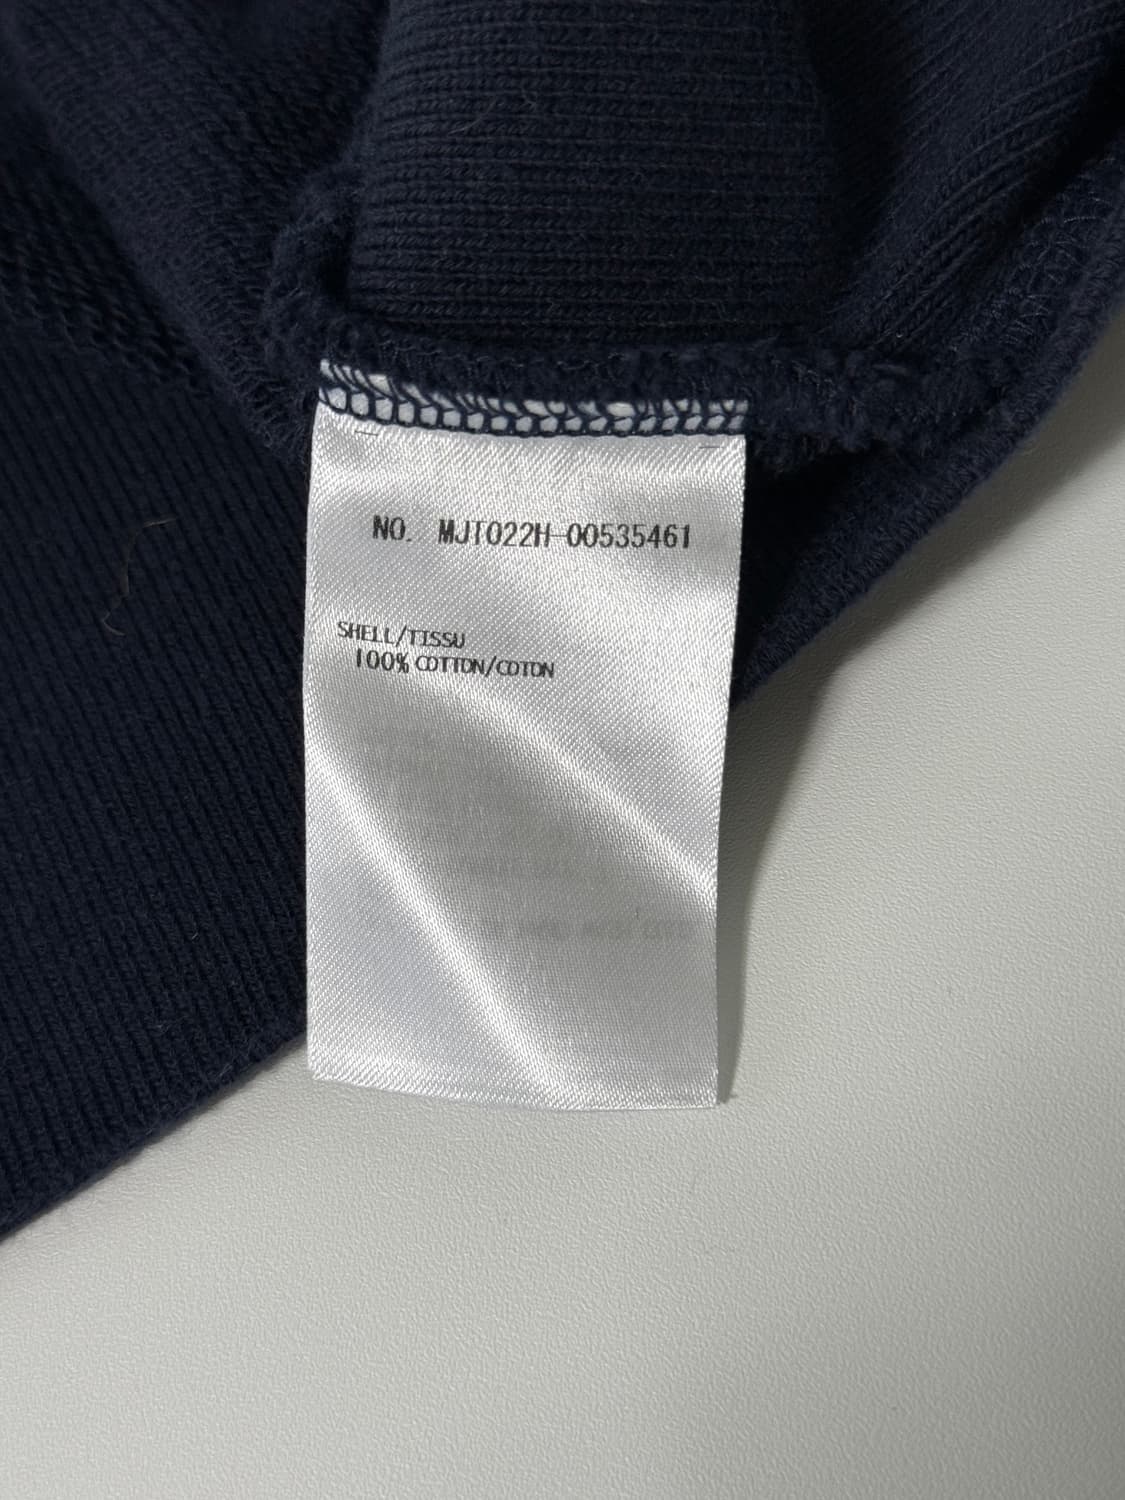 NO. MJT022H-00535461
SHELL/TISSU
100% COTTON/COTON